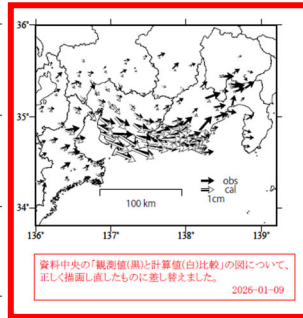 36°
35°
34°
136°
137°
138°
139°
obs
cal
1cm
100 km
資料中央の「観測値(黒)と計算値(白)比較」の図について、
正しく描画し直したものに差し替えました。
2026-01-09